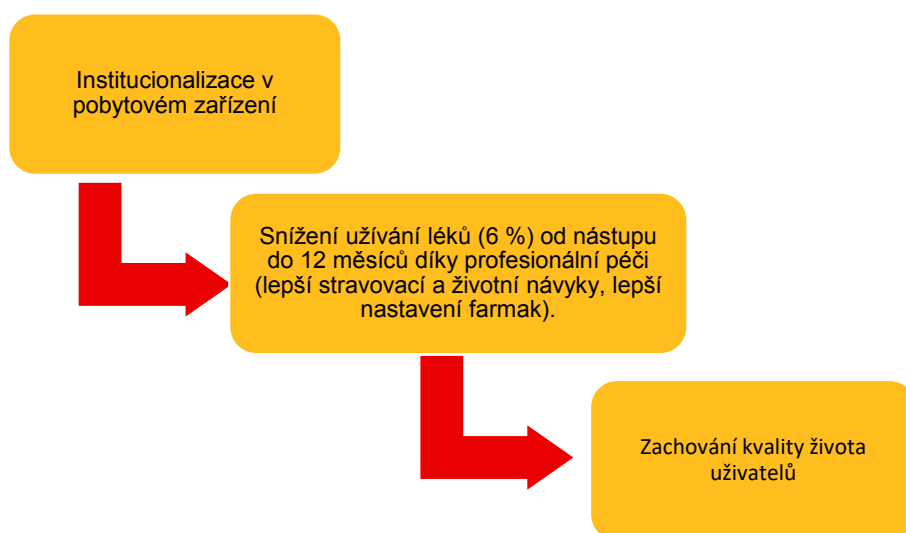 Institucionalizace v
pobytovém zařízení
Snížení užívání léků (6 %) od nástupu
do 12 měsíců díky profesionální péči
(lepší stravovací a životní návyky, lepší
nastavení farmak).
Zachování kvality života
uživatelů